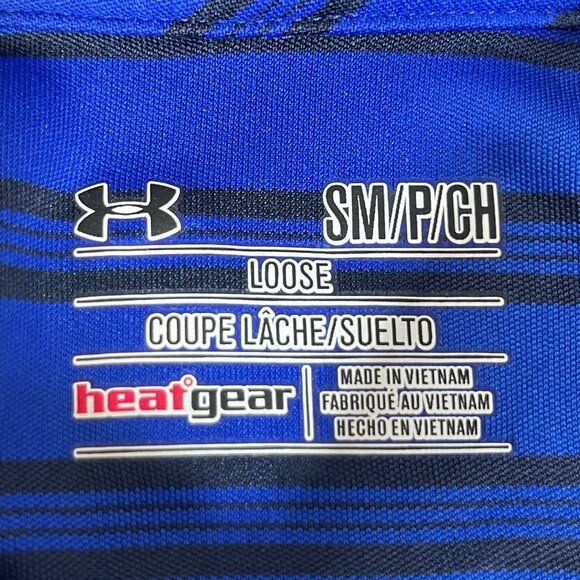 SM/P/CH
LOOSE
COUPE LÂCHE/SUELTO
heatgear
MADE IN VIETNAM
FABRIQUÉ AU VIETNAM
HECHO EN VIETNAM